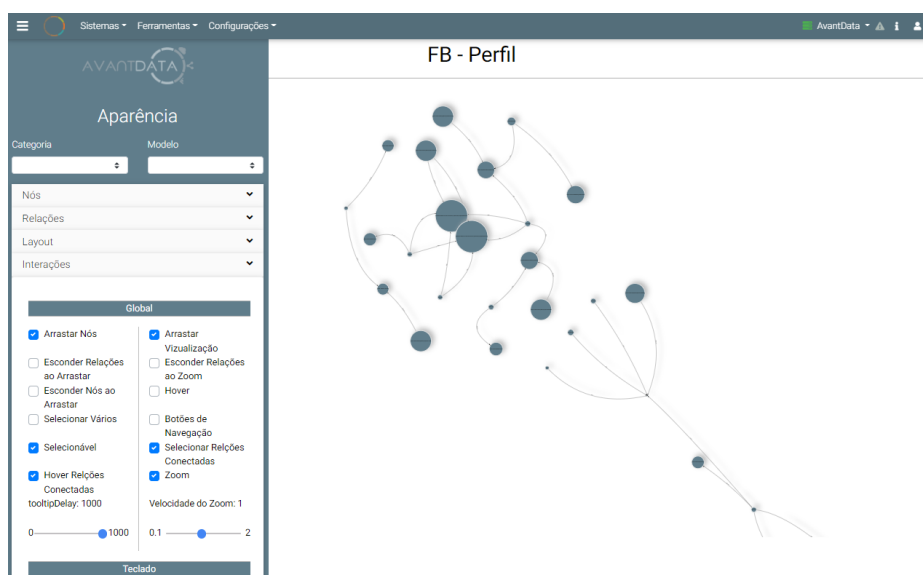 Sistemas Ferramentas Configurações AvantData
AVANTDATA
FB - Perfil
Aparência
Categoria Modelo
Nós
Relações
Layout
Interações
Global
Arrastar Nós
Arrastar
Vizualização
Esconder Relações
ao Arrastar
Esconder Relações
ao Zoom
Esconder Nós ao
Arrastar
Hover
Selecionar Vários
Botões de
Navegação
Selecionável
Selecionar Relções
Conectadas
Hover Relções
Conectadas
Zoom
tooltipDelay: 1000
Velocidade do Zoom: 1
0 1000
0.1 2
Teclado